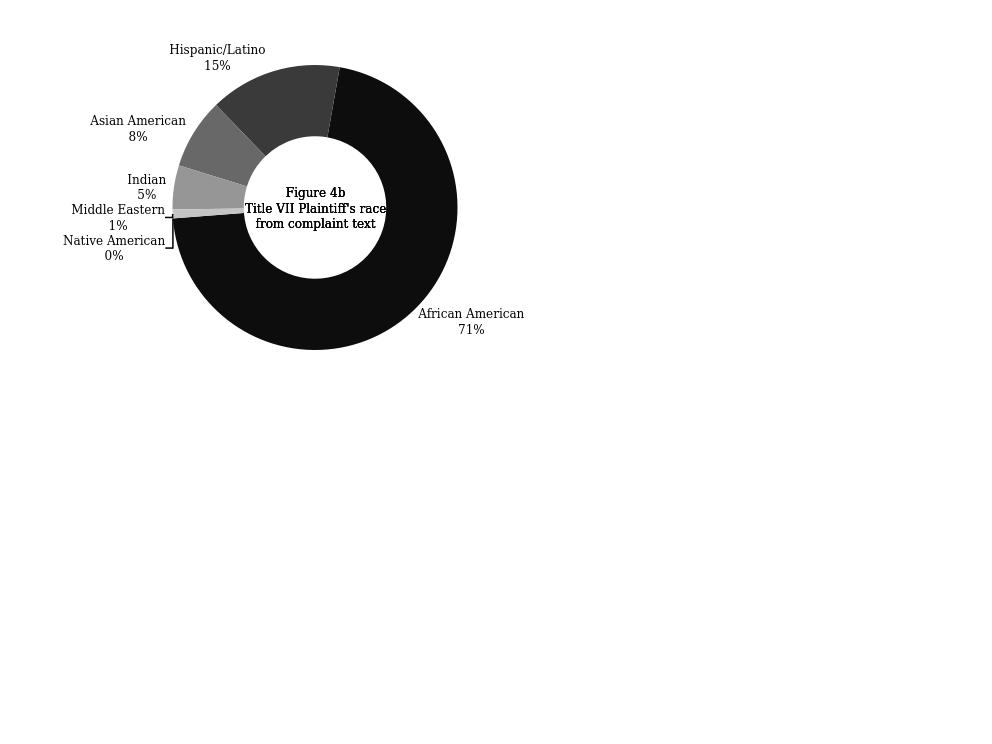 Hispanic/Latino
15%
Asian American
8%
Indian
5%
Middle Eastern
1%
Native American
0%
Figure 4b
Title VII Plaintiff's race
from complaint text
African American
71%